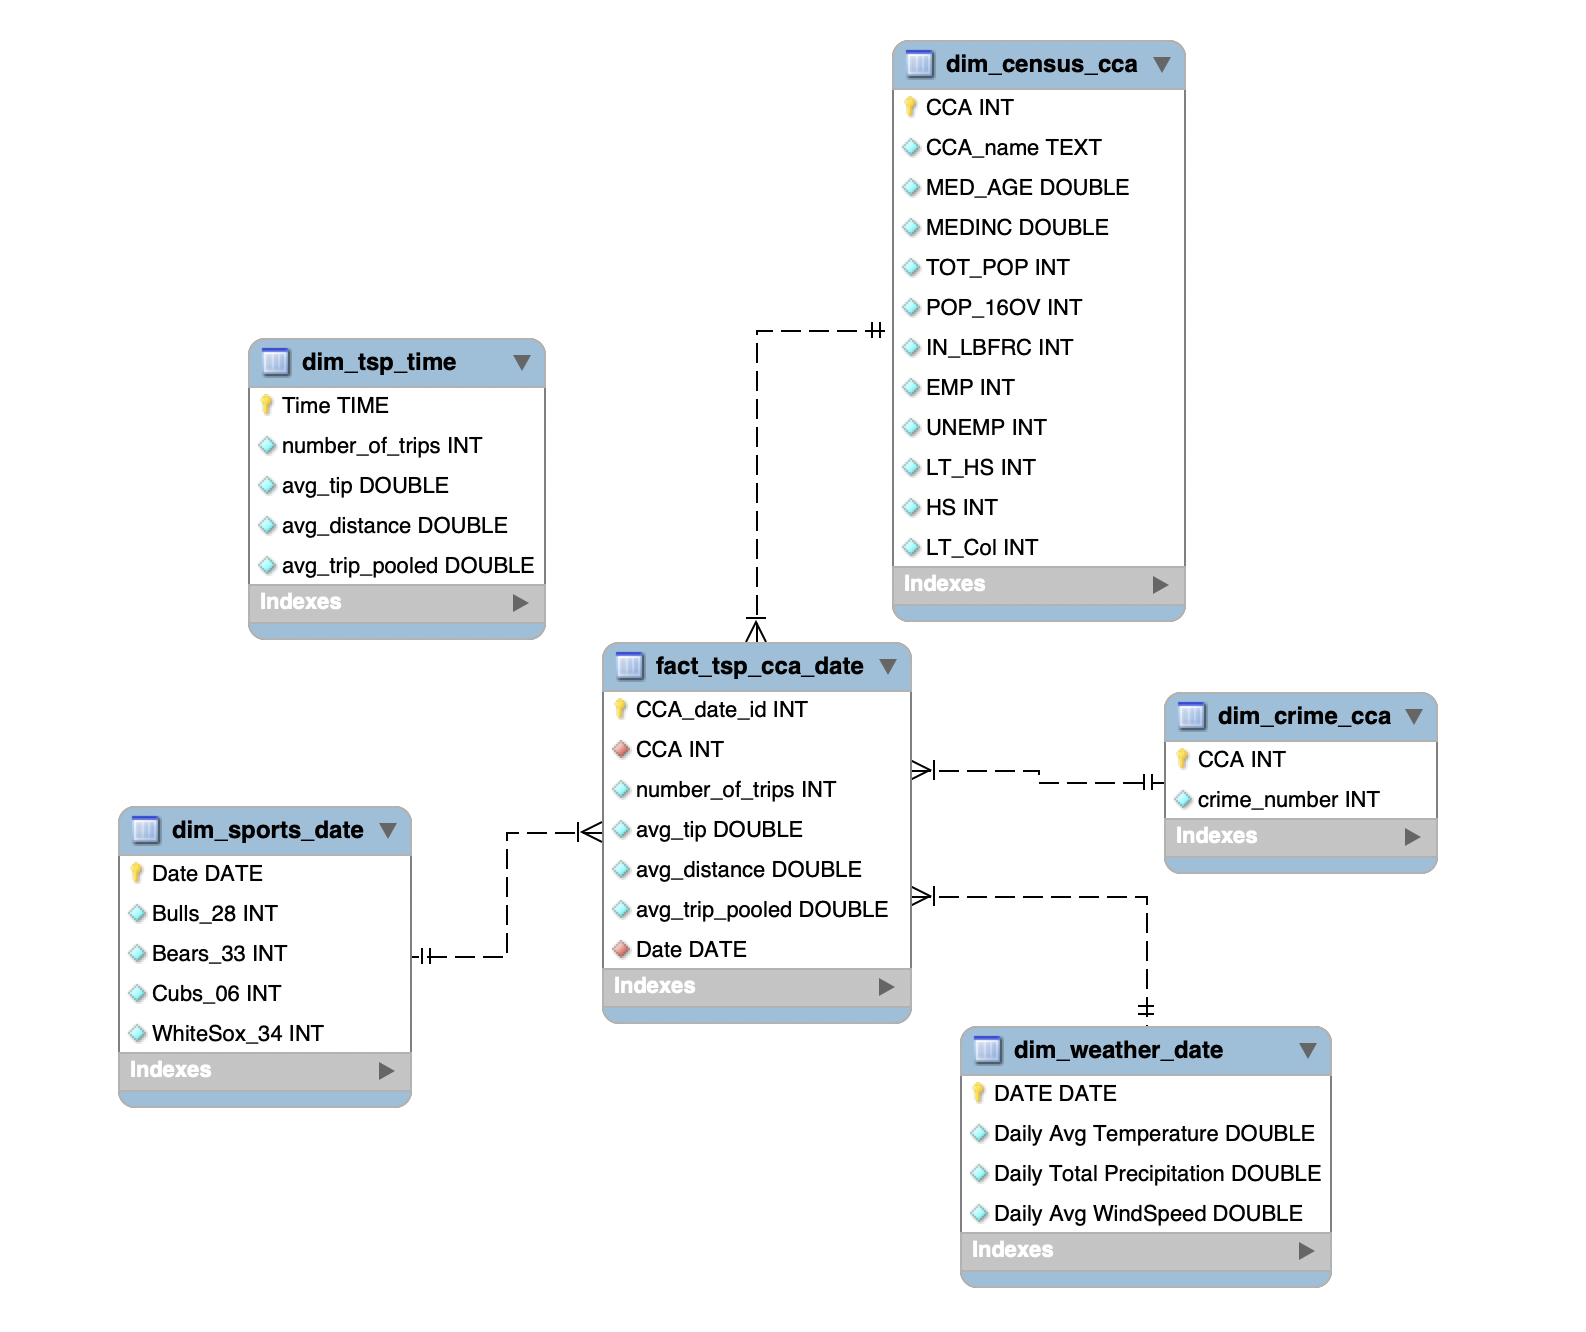 dim_census_cca
CCA INT
CCA_name TEXT
MED_AGE DOUBLE
MEDINC DOUBLE
TOT_POP INT
POP_16OV INT
IN_LBFRC INT
EMP INT
UNEMP INT
LT_HS INT
HS INT
LT_Col INT
Indexes
dim_tsp_time
Time TIME
number_of_trips INT
avg_tip DOUBLE
avg_distance DOUBLE
avg_trip_pooled DOUBLE
Indexes
fact_tsp_cca_date
CCA_date_id INT
CCA INT
number_of_trips INT
avg_tip DOUBLE
avg_distance DOUBLE
avg_trip_pooled DOUBLE
Date DATE
Indexes
dim_crime_cca
CCA INT
crime_number INT
Indexes
dim_sports_date
Date DATE
Bulls_28 INT
Bears_33 INT
Cubs_06 INT
WhiteSox_34 INT
Indexes
dim_weather_date
DATE DATE
Daily Avg Temperature DOUBLE
Daily Total Precipitation DOUBLE
Daily Avg WindSpeed DOUBLE
Indexes